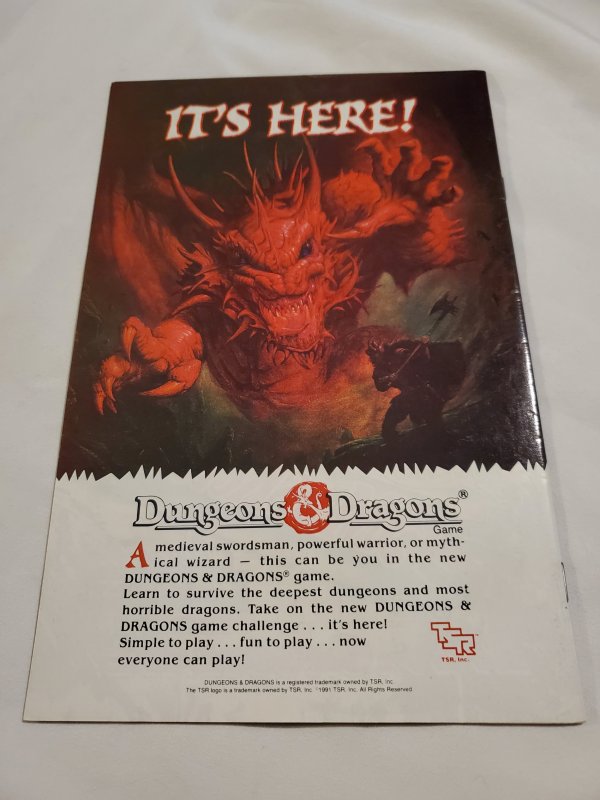 IT'S HERE!
Dungeons & Dragons®
Game
A medieval swordsman, powerful warrior, or myth-
ical wizard — this can be you in the new
DUNGEONS & DRAGONS® game.
Learn to survive the deepest dungeons and most
horrible dragons. Take on the new DUNGEONS &
DRAGONS game challenge . . . it's here!
Simple to play . . . fun to play . . . now
everyone can play!
TSR™
TSR, Inc.
DUNGEONS & DRAGONS is a registered trademark owned by TSR, Inc.
The TSR logo is a trademark owned by TSR, Inc. ©1991 TSR, Inc. All Rights Reserved.